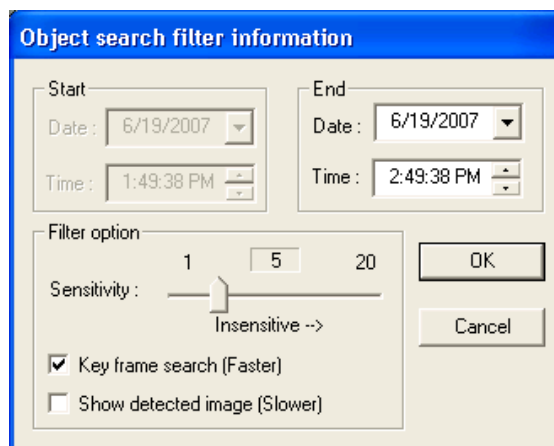 Object search filter information
Start
Date : 6/19/2007
Time : 1:49:38 PM
End
Date : 6/19/2007
Time : 2:49:38 PM
Filter option
1 5 20
Sensitivity :
Insensitive -->
Key frame search (Faster)
Show detected image (Slower)
OK
Cancel